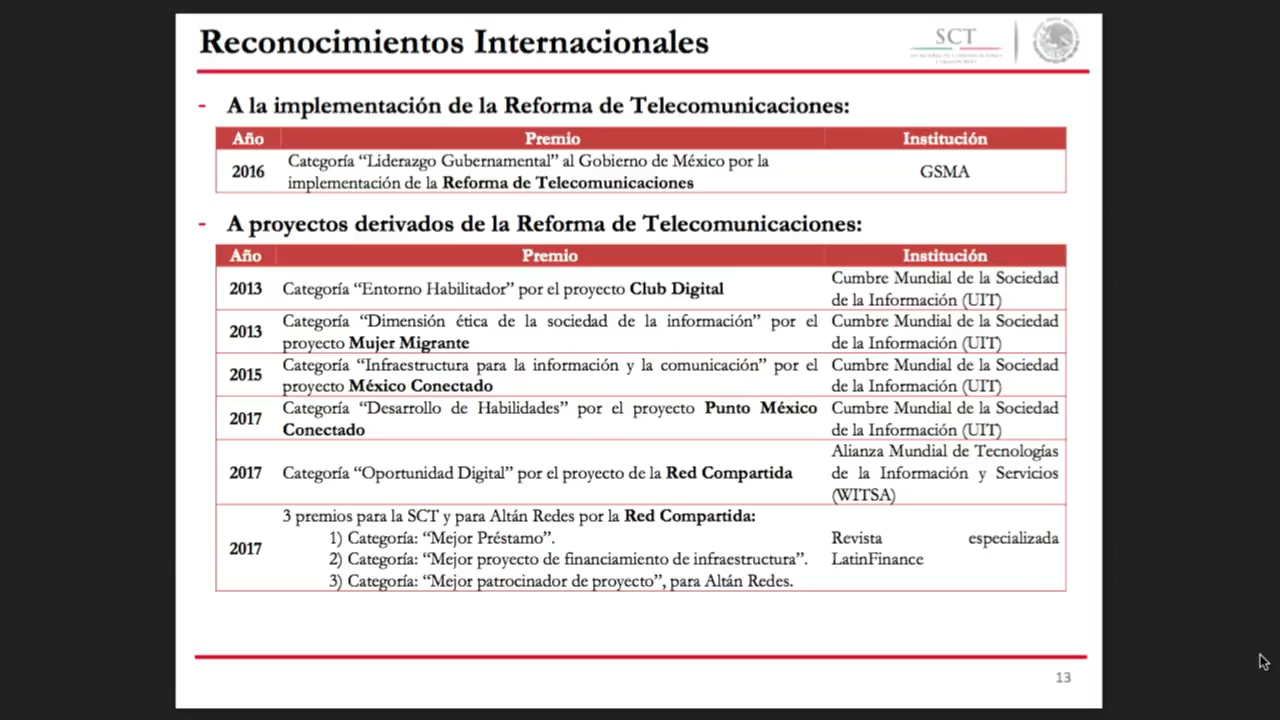 Reconocimientos Internacionales
SCT
- A la implementación de la Reforma de Telecomunicaciones:
Año Premio Institución
2016 Categoría “Liderazgo Gubernamental” al Gobierno de México por la
implementación de la Reforma de Telecomunicaciones
GSMA
- A proyectos derivados de la Reforma de Telecomunicaciones:
Año Premio Institución
2013 Categoría “Entorno Habilitador” por el proyecto Club Digital
Cumbre Mundial de la Sociedad
de la Información (UIT)
2013 Categoría “Dimensión ética de la sociedad de la información” por el
proyecto Mujer Migrante
Cumbre Mundial de la Sociedad
de la Información (UIT)
2015 Categoría “Infraestructura para la información y la comunicación” por el
proyecto México Conectado
Cumbre Mundial de la Sociedad
de la Información (UIT)
2017 Categoría “Desarrollo de Habilidades” por el proyecto Punto México
Conectado
Cumbre Mundial de la Sociedad
de la Información (UIT)
2017 Categoría “Oportunidad Digital” por el proyecto de la Red Compartida
Alianza Mundial de Tecnologías
de la Información y Servicios
(WITSA)
2017 3 premios para la SCT y para Altán Redes por la Red Compartida:
1) Categoría: “Mejor Préstamo”.
2) Categoría: “Mejor proyecto de financiamiento de infraestructura”.
3) Categoría: “Mejor patrocinador de proyecto”, para Altán Redes.
Revista especializada
LatinFinance
13